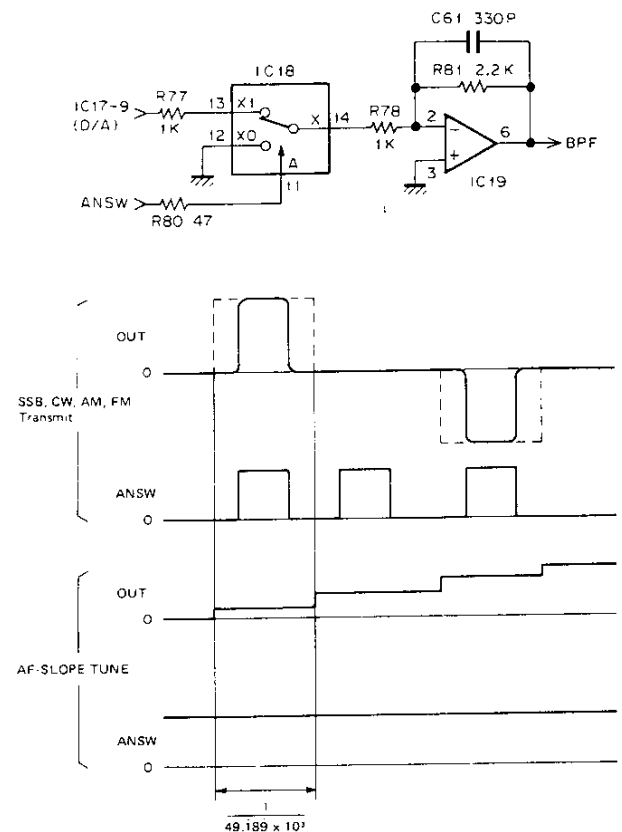 C61 330P
R81 2.2K
IC18
IC17-9
(D/A)
R77
1K
13
X1
X
14
R78
1K
2
6
BPF
12
X0
A
3
IC19
11
ANSW
R80 47
OUT
0
SSB, CW, AM, FM
Transmit
ANSW
0
OUT
0
AF-SLOPE TUNE
ANSW
0
1
49.189 x 10³